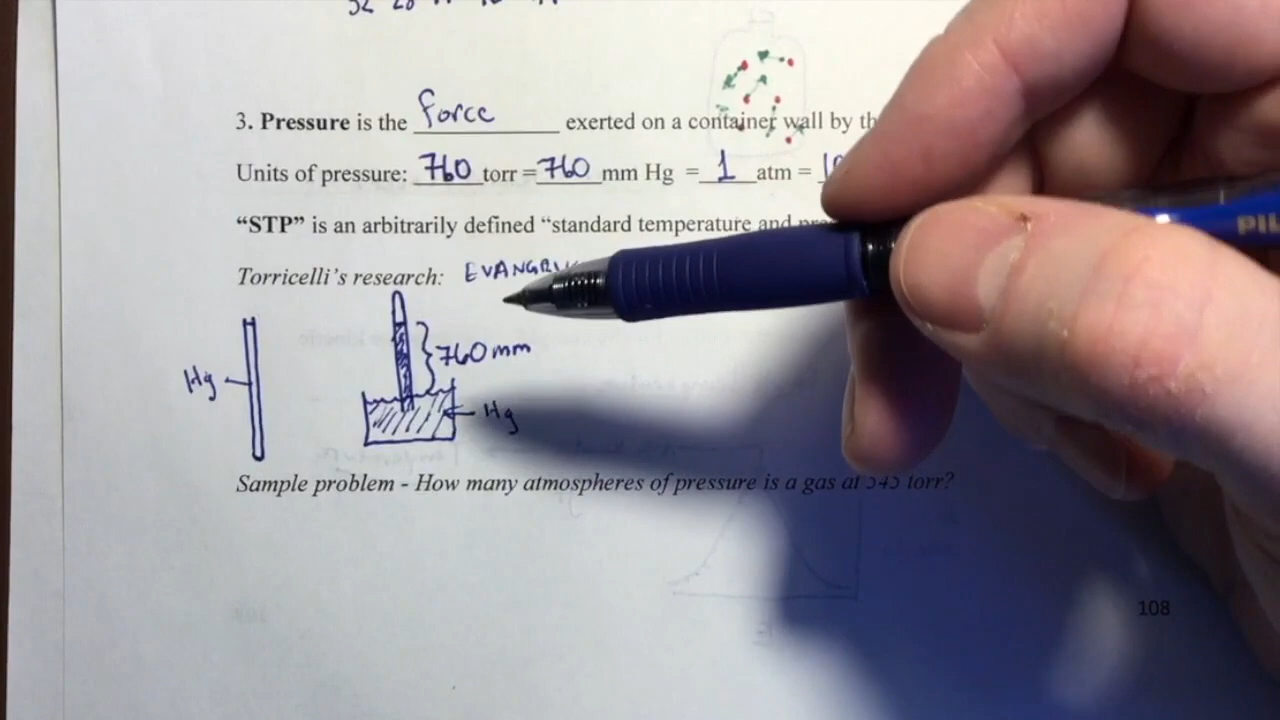 3. Pressure is the force exerted on a container wall by
Units of pressure: 760 torr = 760 mm Hg = 1 atm =
“STP” is an arbitrarily defined “standard temperature and
Torricelli’s research:
760 mm
Hg
Hg
Sample problem - How many atmospheres of pressure is a gas at 545 torr?
108